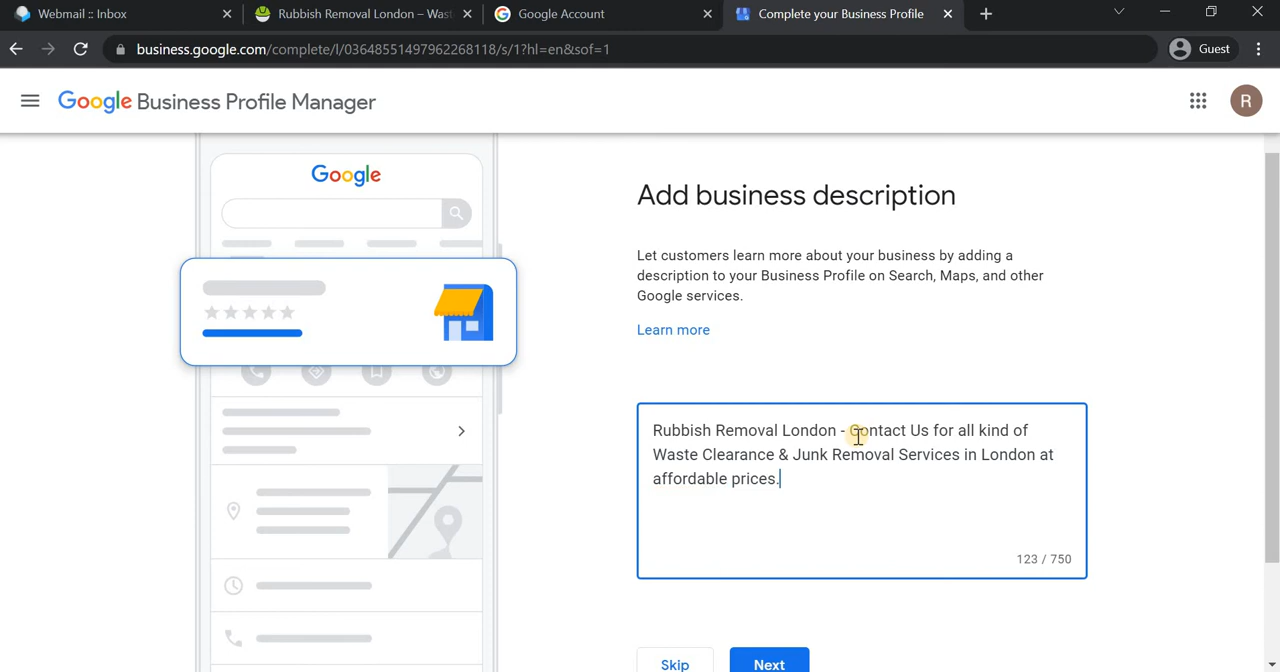 Webmail :: Inbox
Rubbish Removal London – Wast
Google Account
Complete your Business Profile
business.google.com/complete/l/03648551497962268118/s/1?hl=en&sof=1
Guest
Google Business Profile Manager
R
Google
Add business description
Let customers learn more about your business by adding a
description to your Business Profile on Search, Maps, and other
Google services.
Learn more
Rubbish Removal London - Contact Us for all kind of
Waste Clearance & Junk Removal Services in London at
affordable prices.
123 / 750
Skip
Next